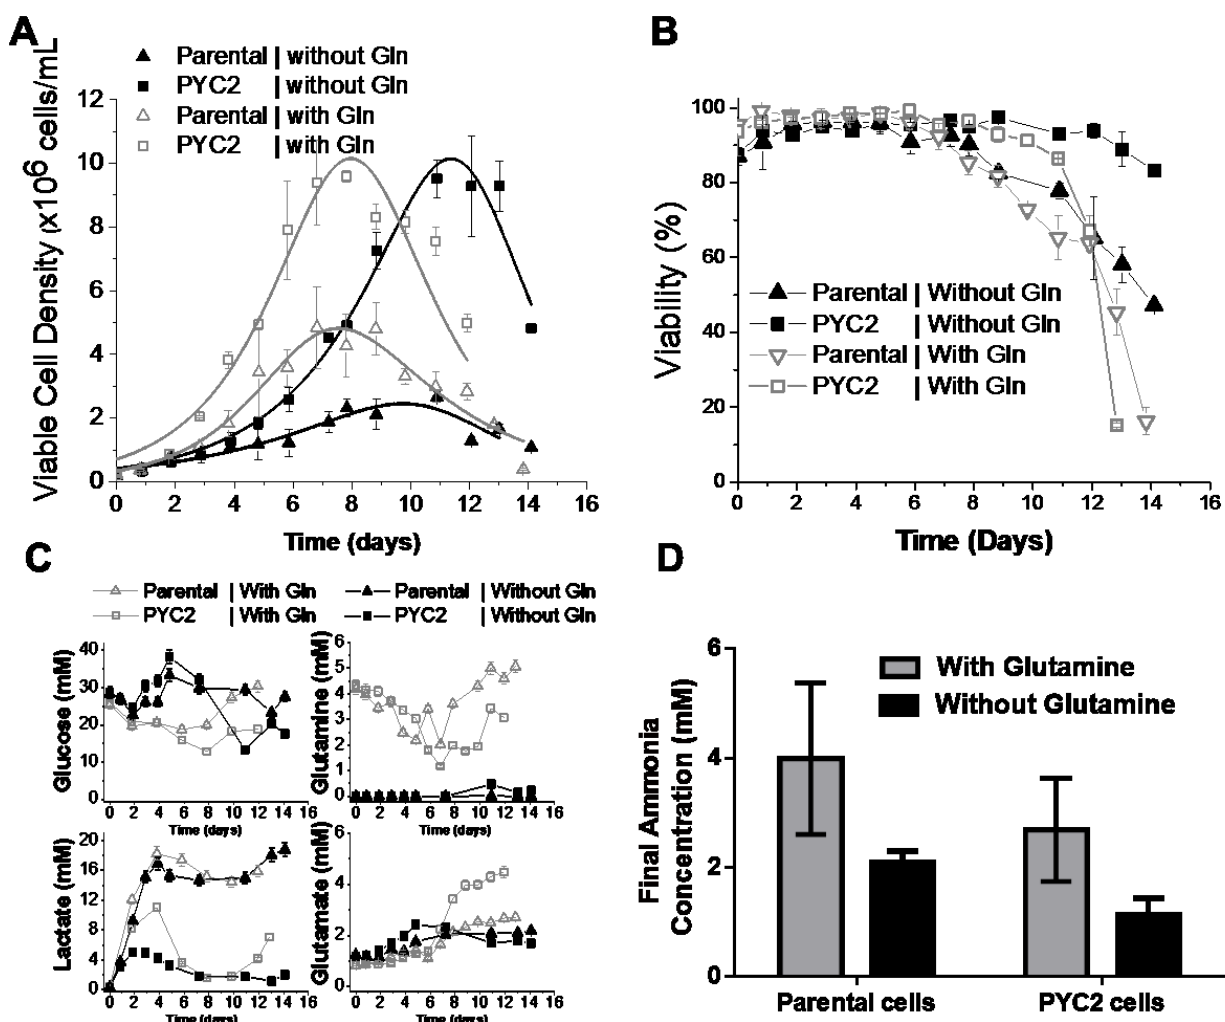 A
Parental | without Gln
PYC2 | without Gln
Parental | with Gln
PYC2 | with Gln
Viable Cell Density (x10⁶ cells/mL)
12
10
8
6
4
2
0
0 2 4 6 8 10 12 14 16
Time (days)
B
Viability (%)
100
80
60
40
20
0
Parental | Without Gln
PYC2 | Without Gln
Parental | With Gln
PYC2 | With Gln
0 2 4 6 8 10 12 14 16
Time (Days)
C
Parental | With Gln
Parental | Without Gln
PYC2 | With Gln
PYC2 | Without Gln
Glucose (mM)
40
30
20
10
0
0 2 4 6 8 10 12 14 16
Time (days)
Glutamine (mM)
6
5
4
3
2
1
0
0 2 4 6 8 10 12 14 16
Time (days)
Lactate (mM)
20
16
12
8
4
0
0 2 4 6 8 10 12 14 16
Time (days)
Glutamate (mM)
6
4
2
0
0 2 4 6 8 10 12 14 16
Time (days)
D
Final Ammonia
Concentration (mM)
6
4
2
0
With Glutamine
Without Glutamine
Parental cells
PYC2 cells